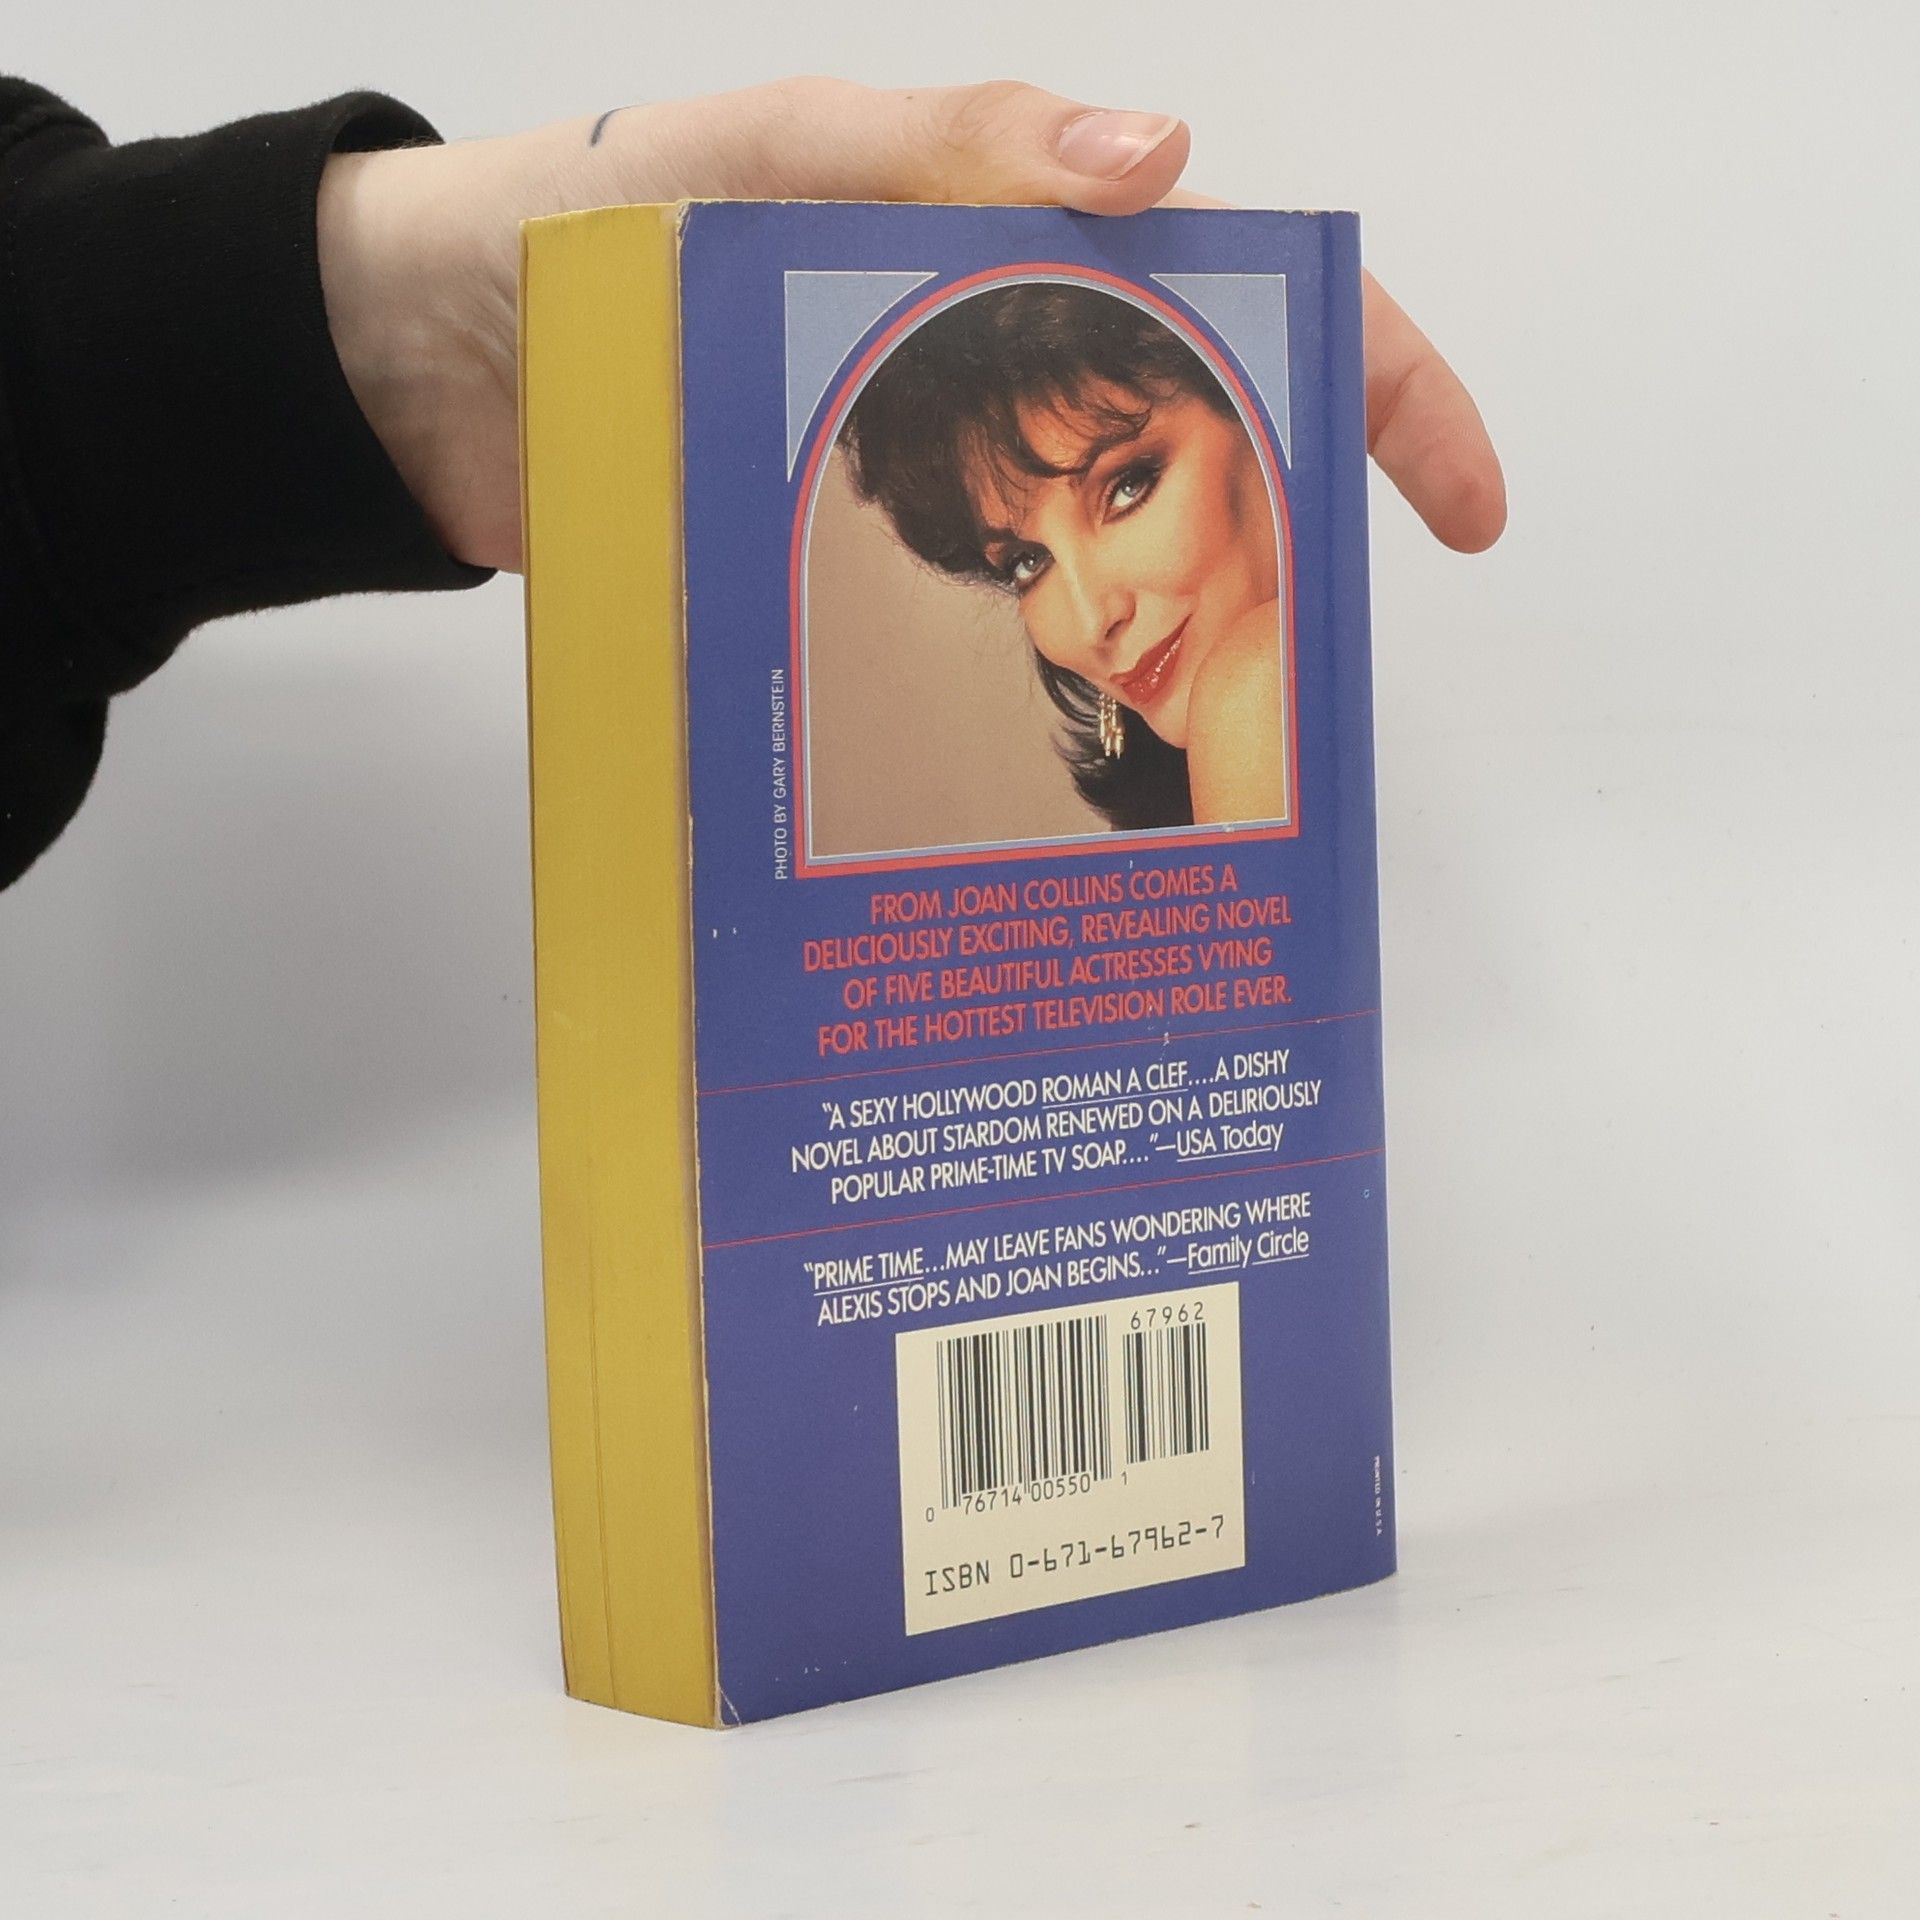 PHOTO BY GARY BERNSTEIN
FROM JOAN COLLINS COMES A
DELICIOUSLY EXCITING, REVEALING NOVEL
OF FIVE BEAUTIFUL ACTRESSES VYING
FOR THE HOTTEST TELEVISION ROLE EVER.
"A SEXY HOLLYWOOD ROMAN A CLEF....A DISHY
NOVEL ABOUT STARDOM RENEWED ON A DELIRIOUSLY
POPULAR PRIME-TIME TV SOAP...."—USA Today
"PRIME TIME...MAY LEAVE FANS WONDERING WHERE
ALEXIS STOPS AND JOAN BEGINS..."—Family Circle
67962
0 76714 00550 1
ISBN 0-671-67962-7
PRINTED IN U.S.A.